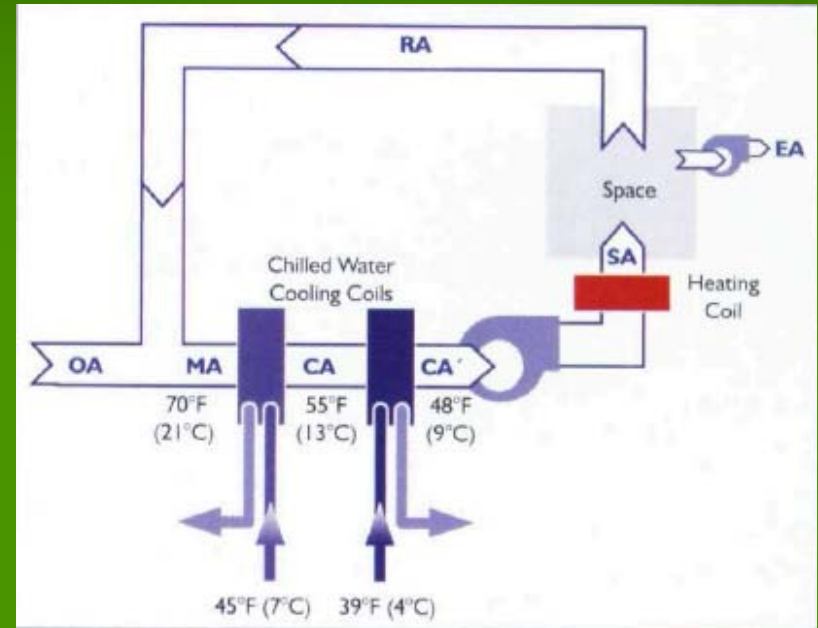 RA
EA
Space
SA
Chilled Water
Cooling Coils
Heating
Coil
OA
MA
CA
CA´
70°F
(21°C)
55°F
(13°C)
48°F
(9°C)
45°F (7°C)
39°F (4°C)